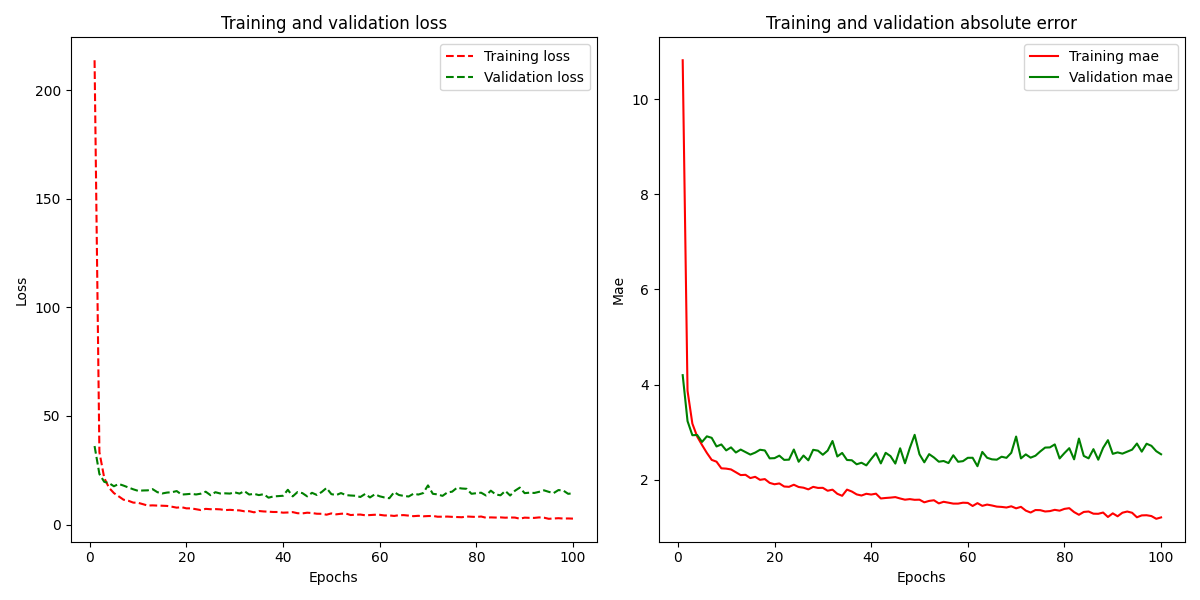 Training and validation loss
Training loss
Validation loss
200
150
100
50
0
Loss
0 20 40 60 80 100
Epochs
Training and validation absolute error
Training mae
Validation mae
10
8
6
4
2
Mae
0 20 40 60 80 100
Epochs